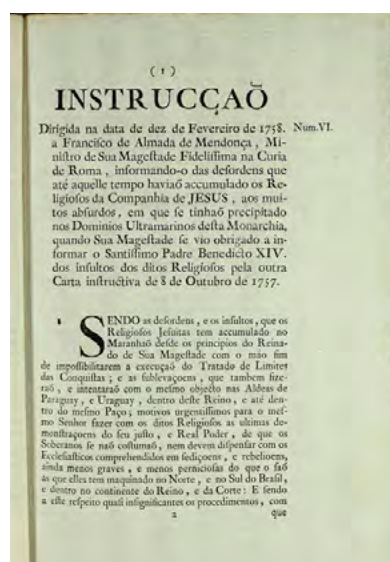 ( 1 )
INSTRUCÇAÕ
Dirigida na data de dez de Fevereiro de 1758. Num.VI.
a Franciſco de Almada de Mendonça , Mi-
niſtro de Sua Mageſtade Fideliſſima na Curia
de Roma , informando-o das deſordens que
até aquelle tempo haviaõ accumulado os Re-
ligioſos da Companhia de JESUS , aos mui-
tos abſurdos, em que ſe tinhaõ precipitado
nos Dominios Ultramarinos deſta Monarchia,
quando Sua Mageſtade ſe vio obrigado a in-
formar o Santiſſimo Padre Benedicto XIV.
dos inſultos dos ditos Religioſos pela outra
Carta inſtructiva de 8 de Outubro de 1757.
1 SENDO as deſordens , e os inſultos, que os
Religioſos Jeſuitas tem accumulado no
Maranhaõ deſde os principios do Reina-
do de Sua Mageſtade com o máo fim
de impoſſibilitarem a execuçaõ do Tratado de Limites
das Conquiſtas ; e as ſublevaçoens , que tambem fize-
raõ , e intentaraõ com o meſmo objecto nas Aldeas de
Paraguay , e Uraguay , dentro deſte Reino , e até den-
tro do meſmo Paço ; motivos urgentiſſimos para o meſ-
mo Senhor fazer com os ditos Religioſos as ultimas de-
monſtraçoens do ſeu juſto , e Real Poder , de que os
Soberanos ſe naõ coſtumaõ , nem devem diſpenſar com os
Eccleſiaſticos comprehendidos em ſediçoens , e rebelioens,
ainda menos graves , e menos pernicioſas do que o ſaõ
as que elles tem maquinado no Norte , e no Sul do Braſil,
e dentro no continente do Reino , e da Corte : E ſendo
a eſte reſpeito quaſi inſignificantes os procedimentos , com
a que